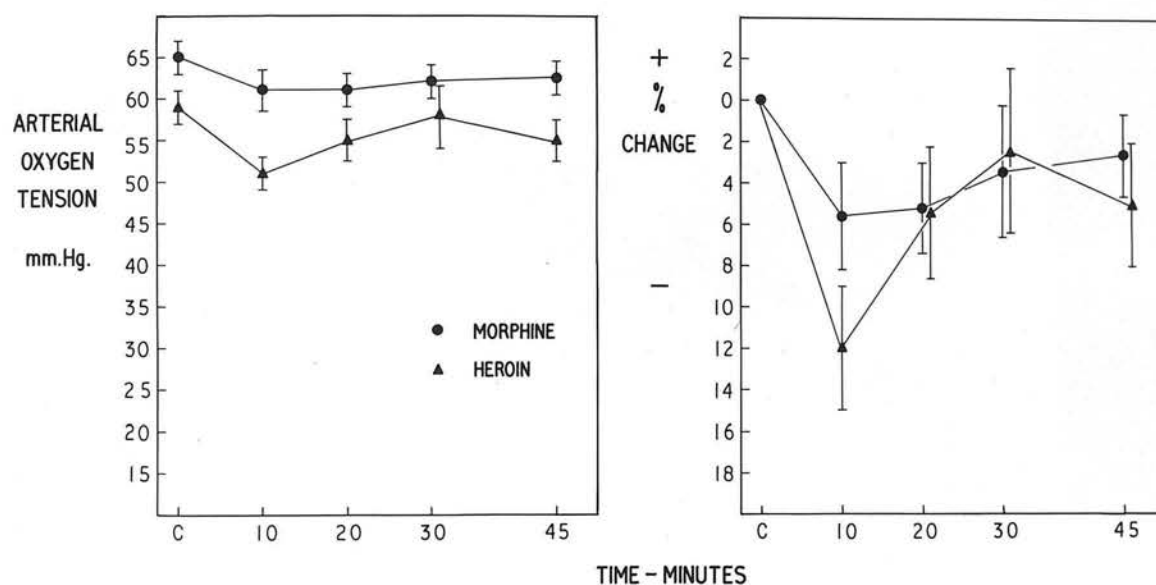 ARTERIAL
OXYGEN
TENSION
mm.Hg.
65
60
55
50
45
40
35
30
25
20
15
MORPHINE
HEROIN
C 10 20 30 45
+
%
CHANGE
−
2
0
2
4
6
8
10
12
14
16
18
C 10 20 30 45
TIME – MINUTES